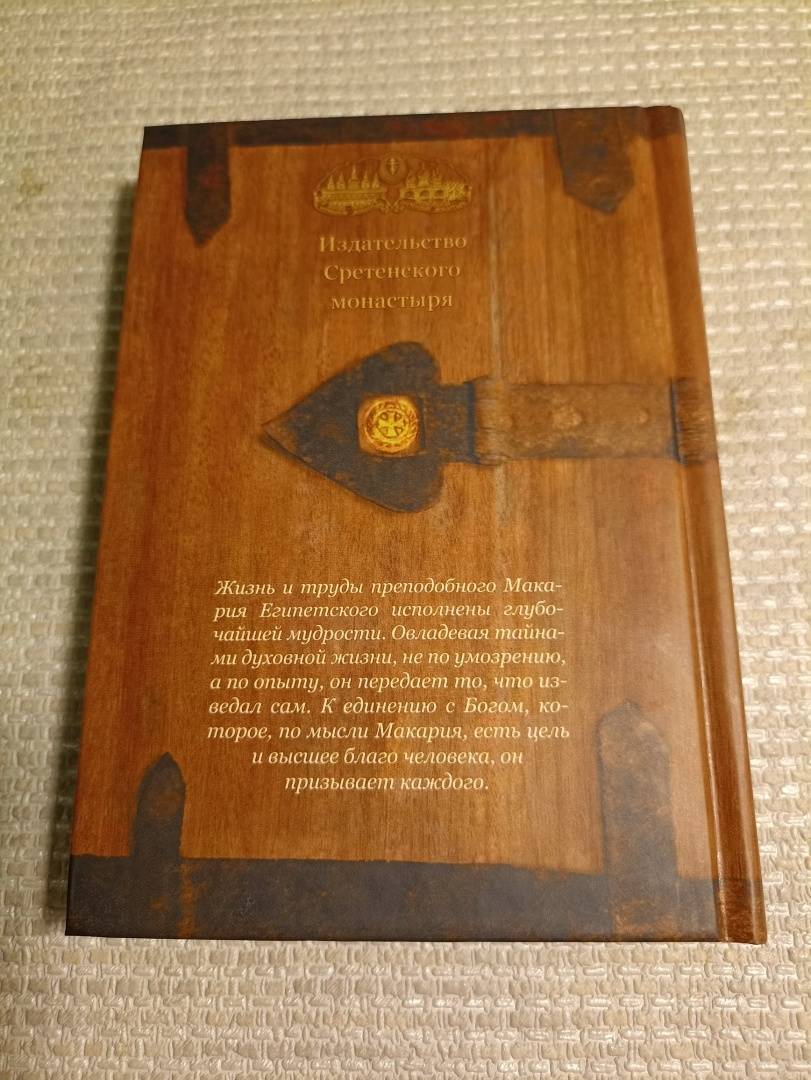 Издательство
Сретенского
монастыря
Жизнь и труды преподобного Мака-
рия Египетского исполнены глубо-
чайшей мудрости. Овладевая тайна-
ми духовной жизни, не по умозрению,
а по опыту, он передает то, что из-
ведал сам. К единению с Богом, ко-
торое, по мысли Макария, есть цель
и высшее благо человека, он
призывает каждого.